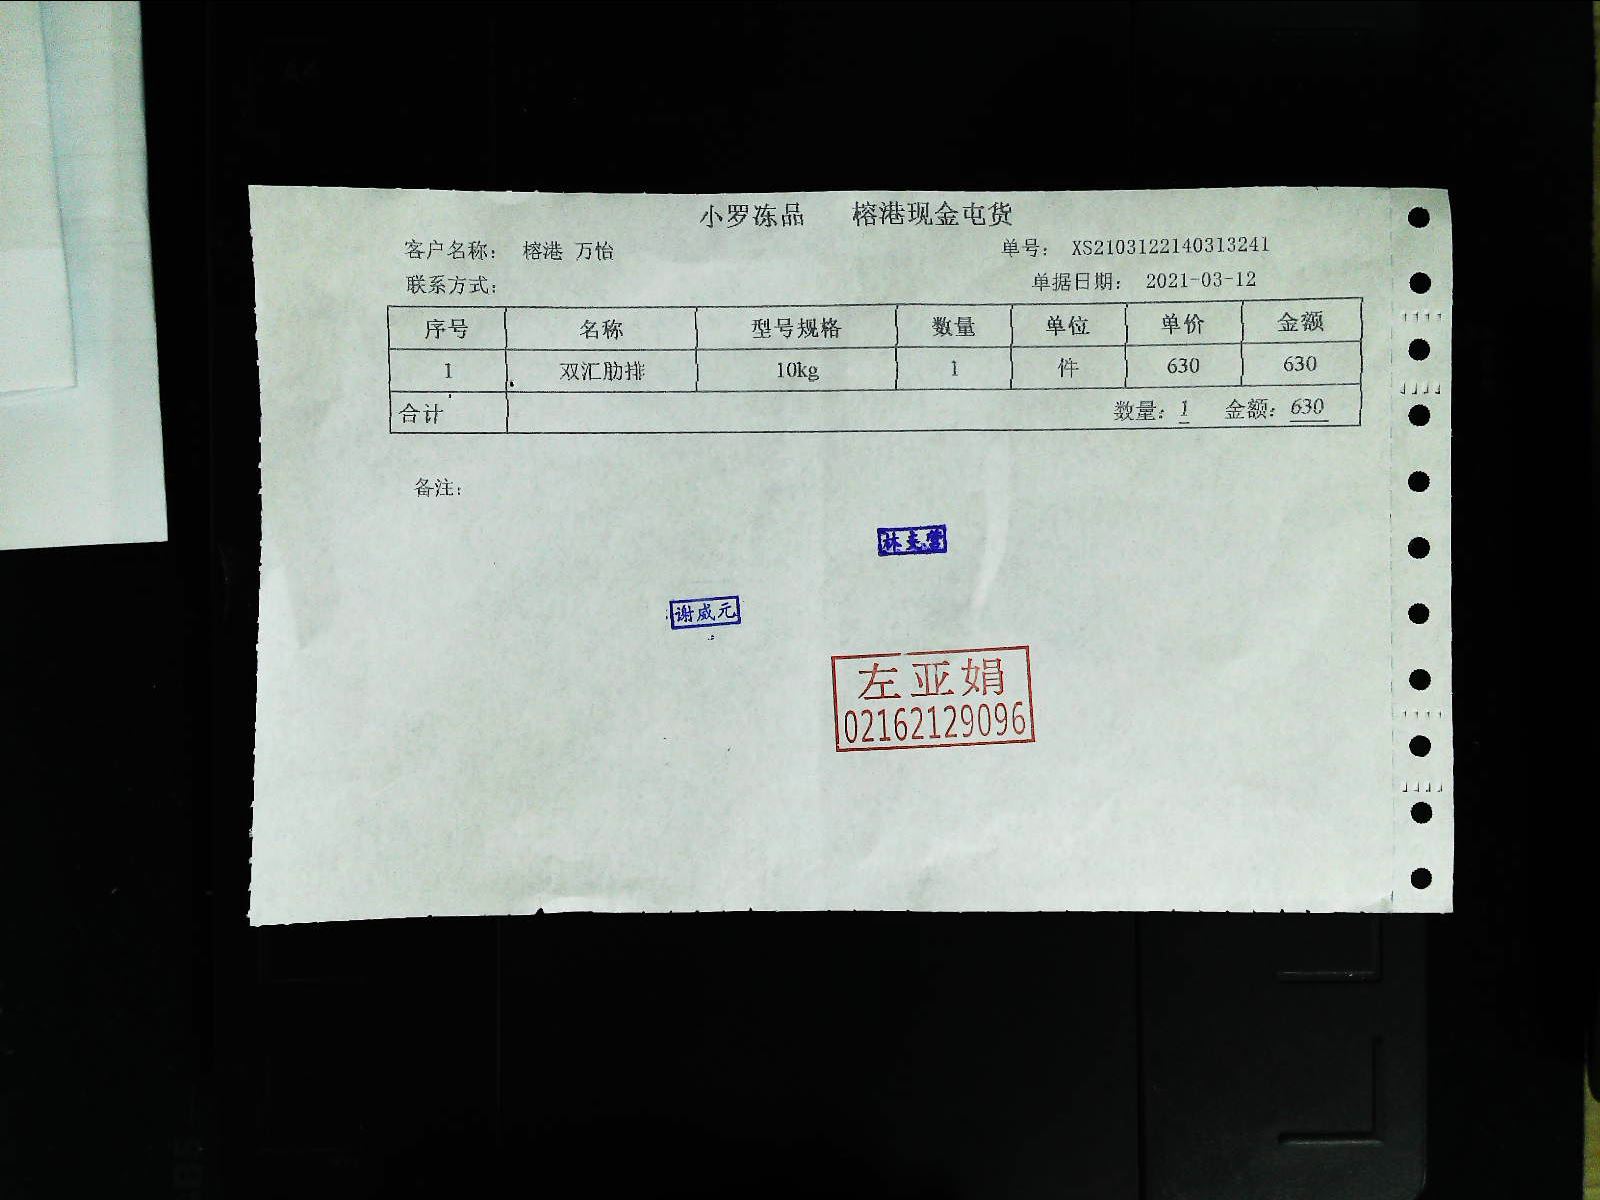 小罗冻品 榕港现金屯货
客户名称： 榕港 万怡 单号： XS2103122140313241
联系方式： 单据日期： 2021-03-12
序号 名称 型号规格 数量 单位 单价 金额
1 双汇肋排 10kg 1 件 630 630
合计 数量：1 金额：630
备注：
谢威元
左亚娟
02162129096